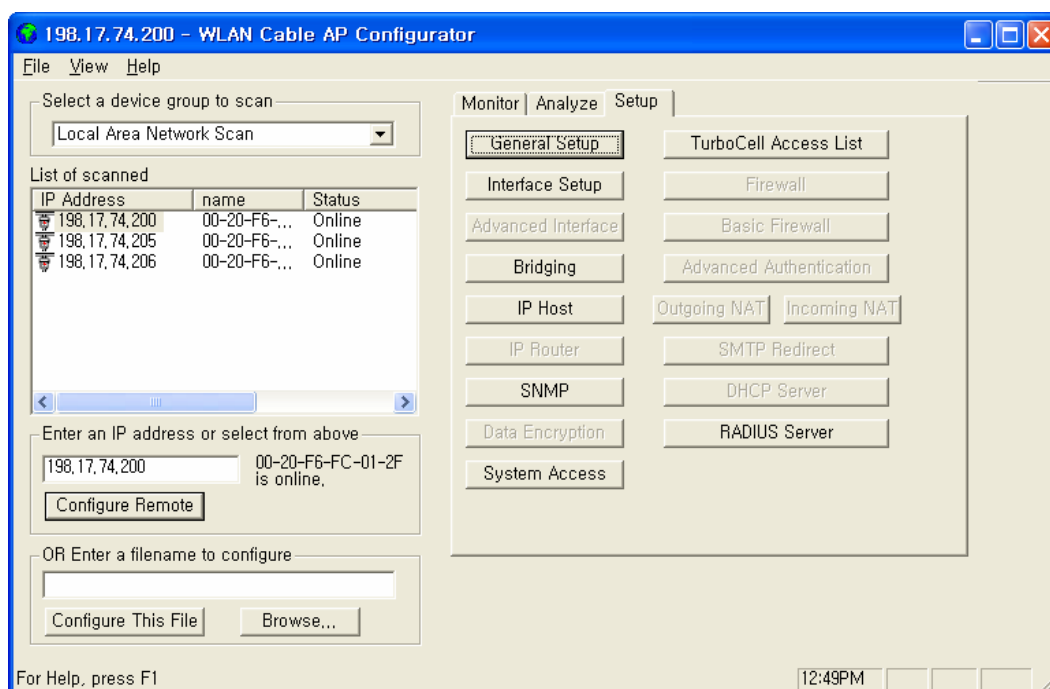 198.17.74.200 - WLAN Cable AP Configurator
File View Help
Select a device group to scan
Local Area Network Scan
List of scanned
IP Address name Status
198,17,74,200 00-20-F6-... Online
198,17,74,205 00-20-F6-... Online
198,17,74,206 00-20-F6-... Online
Enter an IP address or select from above
198,17,74,200
00-20-F6-FC-01-2F
is online,
Configure Remote
OR Enter a filename to configure
Configure This File Browse...
Monitor Analyze Setup
General Setup TurboCell Access List
Interface Setup Firewall
Advanced Interface Basic Firewall
Bridging Advanced Authentication
IP Host Outgoing NAT Incoming NAT
IP Router SMTP Redirect
SNMP DHCP Server
Data Encryption RADIUS Server
System Access
For Help, press F1 12:49PM